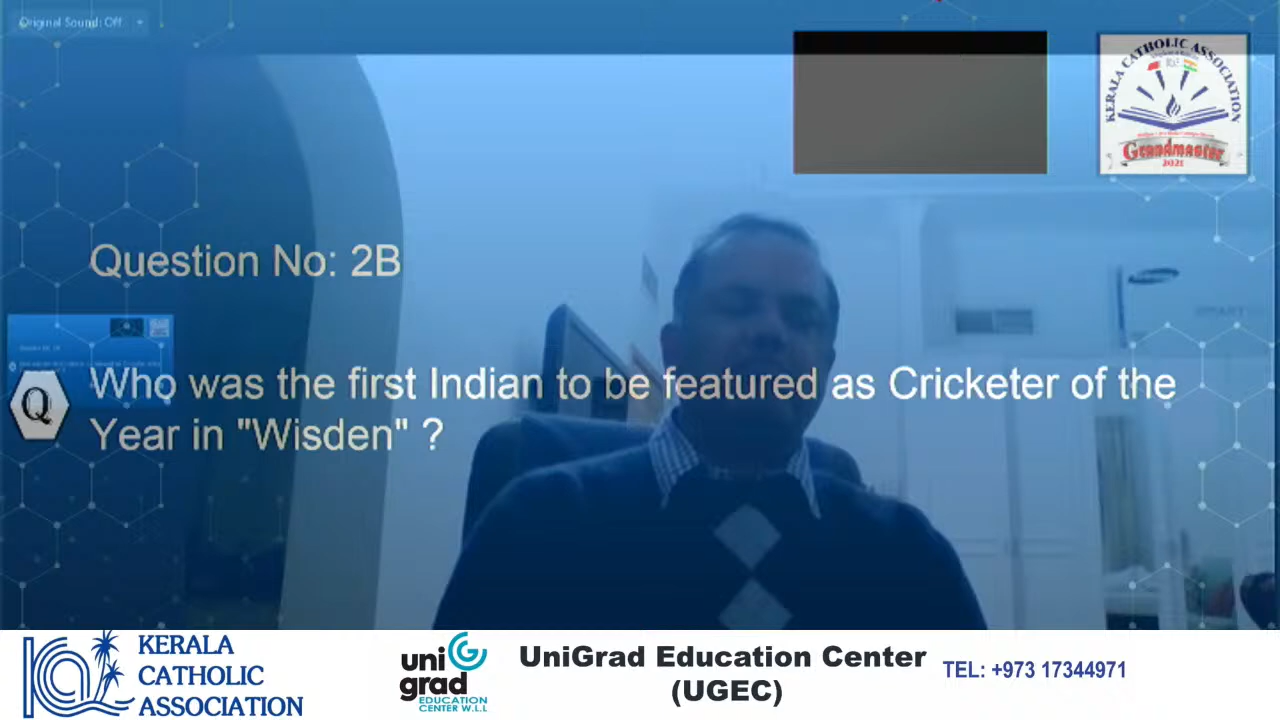 Original Sound: Off
KERALA CATHOLIC ASSOCIATION
Grandmaster
2021
Question No: 2B
Q
Who was the first Indian to be featured as Cricketer of the
Year in "Wisden" ?
KERALA
CATHOLIC
ASSOCIATION
uni
grad
EDUCATION
CENTER W.L.L
UniGrad Education Center
(UGEC)
TEL: +973 17344971